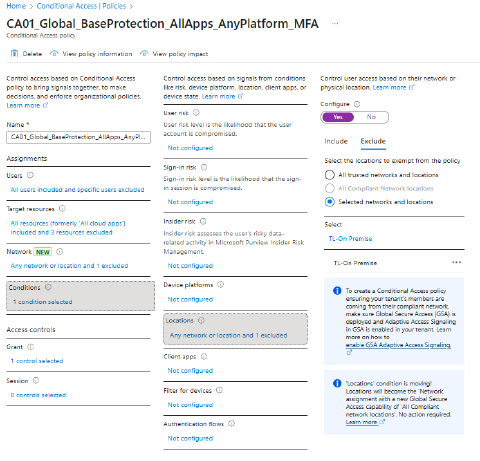 Home > Conditional Access | Policies >
CA01_Global_BaseProtection_AllApps_AnyPlatform_MFA ...
Conditional Access policy
Delete View policy information View policy impact
Control access based on Conditional Access
policy to bring signals together, to make
decisions, and enforce organizational policies.
Learn more
Name *
CA01_Global_BaseProtection_AllApps_AnyPl...
Assignments
Users
All users included and specific users excluded
Target resources
All resources (formerly 'All cloud apps')
included and 3 resources excluded
Network NEW
Any network or location and 1 excluded
Conditions
1 condition selected
Access controls
Grant
1 control selected
Session
0 controls selected
Control access based on signals from conditions
like risk, device platform, location, client apps, or
device state. Learn more
User risk
User risk level is the likelihood that the user
account is compromised.
Not configured
Sign-in risk
Sign-in risk level is the likelihood that the sign-
in session is compromised.
Not configured
Insider risk
Insider risk assesses the user's risky data-
related activity in Microsoft Purview Insider Risk
Management.
Not configured
Device platforms
Not configured
Locations
Any network or location and 1 excluded
Client apps
Not configured
Filter for devices
Not configured
Authentication flows
Not configured
Control user access based on their network or
physical location. Learn more
Configure
Yes No
Include Exclude
Select the locations to exempt from the policy
All trusted networks and locations
All Compliant Network locations
Selected networks and locations
Select
TL-On Premise
TL-On Premise ...
To create a Conditional Access policy
ensuring your tenant's members are
coming from their compliant network,
make sure Global Secure Access (GSA) is
deployed and Adaptive Access Signaling
in GSA is enabled in your tenant. Learn
more on how to
enable GSA Adaptive Access Signaling.
'Locations' condition is moving!
Locations will become the 'Network'
assignment with a new Global Secure
Access capability of 'All Compliant
network locations'. No action required.
Learn more